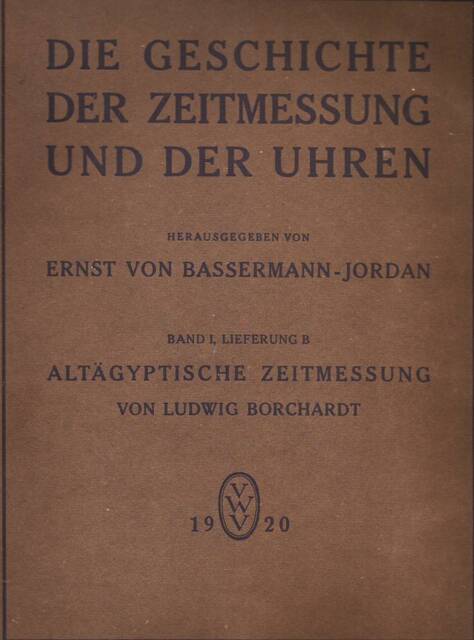 DIE GESCHICHTE
DER ZEITMESSUNG
UND DER UHREN
HERAUSGEGEBEN VON
ERNST VON BASSERMANN-JORDAN
BAND I, LIEFERUNG B
ALTÄGYPTISCHE ZEITMESSUNG
VON LUDWIG BORCHARDT
19 VWV 20